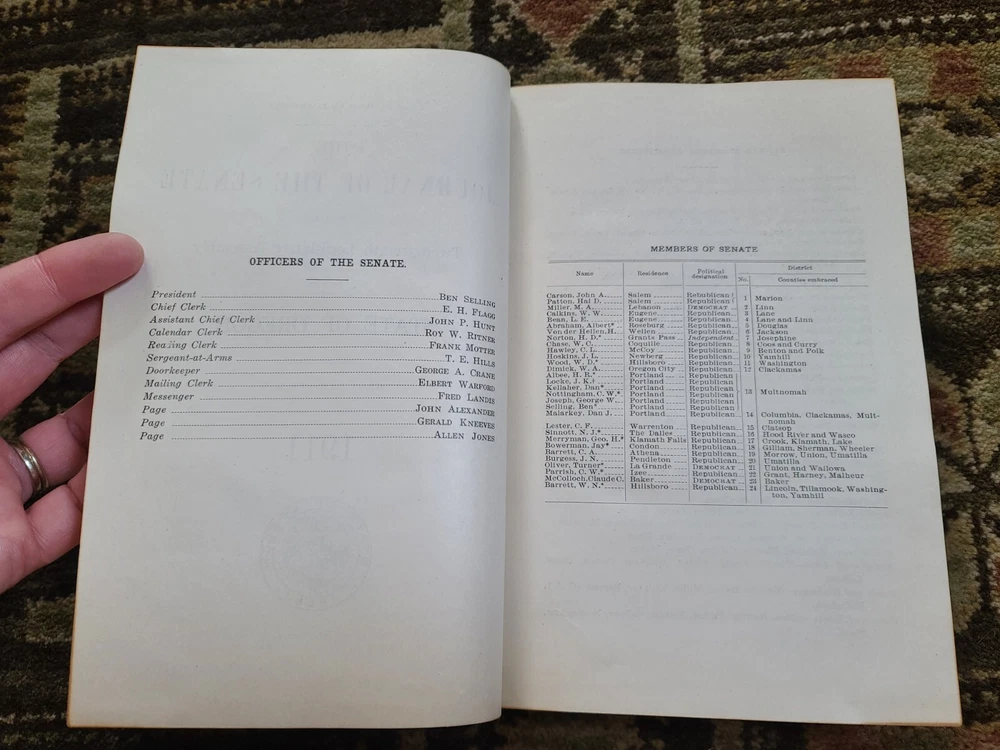 OFFICERS OF THE SENATE.
President BEN SELLING
Chief Clerk E. H. FLAGG
Assistant Chief Clerk JOHN P. HUNT
Calendar Clerk ROY W. RITNER
Reading Clerk FRANK MOTTER
Sergeant-at-Arms T. E. HILLS
Doorkeeper GEORGE A. CRANE
Mailing Clerk ELBERT WARFORD
Messenger FRED LANDIS
Page JOHN ALEXANDER
Page GERALD KNEEVES
Page ALLEN JONES
MEMBERS OF SENATE
Name Residence Political designation District
No. Counties embraced
Carson, John A. Salem Republican 1 Marion
Patton, Hal D. Salem Republican
Miller, M. A. Lebanon DEMOCRAT 2 Linn
Calkins, W. W. Eugene Republican 3 Lane
Bean, L. E. Eugene Republican 4 Lane and Linn
Abraham, Albert* Roseburg Republican 5 Douglas
Von der Hellen, H. Wellen Republican 6 Jackson
Norton, H. D.* Grants Pass Independent 7 Josephine
Chase, W. C. Coquille Republican 8 Coos and Curry
Hawley, C. L. McCoy Republican 9 Benton and Polk
Hoskins, J. L. Newberg Republican 10 Yamhill
Wood, W. D.* Hillsboro Republican 11 Washington
Dimick, W. A. Oregon City Republican 12 Clackamas
Albee, H. R.* Portland Republican
Locke, J. K.‡ Portland Republican
Kellaher, Dan* Portland Republican 13 Multnomah
Nottingham, C. W.* Portland Republican
Joseph, George W. Portland Republican
Selling, Ben* Portland Republican
Malarkey, Dan J. Portland Republican 14 Columbia, Clackamas, Mult-
nomah
Lester, C. F. Warrenton Republican 15 Clatsop
Sinnott, N. J.* The Dalles Republican 16 Hood River and Wasco
Merryman, Geo. H.* Klamath Falls Republican 17 Crook, Klamath, Lake
Bowerman, Jay* Condon Republican 18 Gilliam, Sherman, Wheeler
Barrett, C. A. Athena Republican 19 Morrow, Union, Umatilla
Burgess, J. N. Pendleton Republican 20 Umatilla
Oliver, Turner* La Grande DEMOCRAT 21 Union and Wallowa
Parrish, C. W.* Izee Republican 22 Grant, Harney, Malheur
McColloch, Claude C. Baker DEMOCRAT 23 Baker
Barrett, W. N.* Hillsboro Republican 24 Lincoln, Tillamook, Washing-
ton, Yamhill